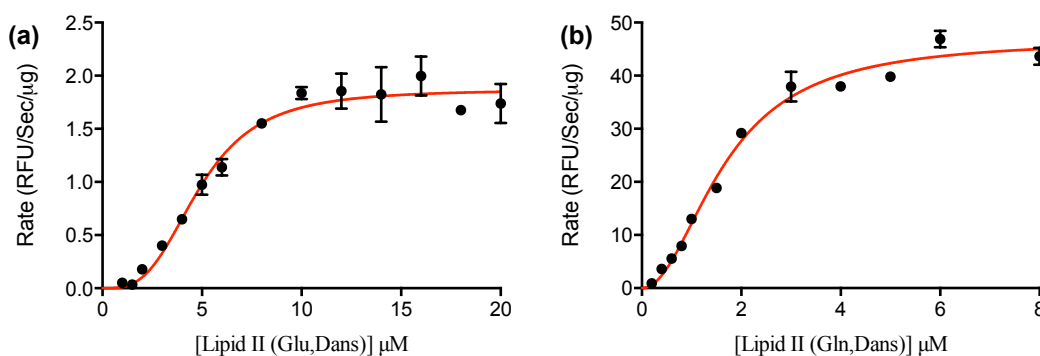 (a)
Rate (RFU/Sec/µg)
2.5
2.0
1.5
1.0
0.5
0.0
0 5 10 15 20
[Lipid II (Glu,Dans)] µM
(b)
Rate (RFU/Sec/µg)
50
40
30
20
10
0
0 2 4 6 8
[Lipid II (Gln,Dans)] µM